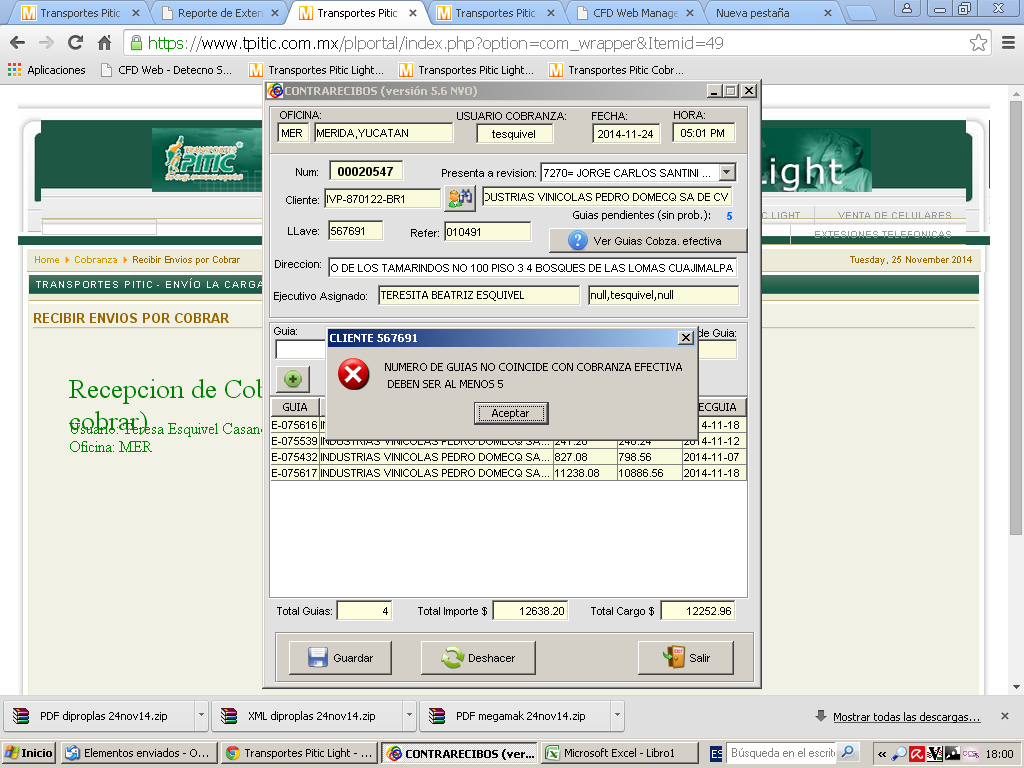 Transportes Pitic
Reporte de Exten
Transportes Pitic
Transportes Pitic
CFD Web Manage
Nueva pestaña
https://www.tpitic.com.mx/plportal/index.php?option=com_wrapper&Itemid=49
Aplicaciones
CFD Web - Detecno S...
Transportes Pitic Light...
Transportes Pitic Light...
Transportes Pitic Cobr...
CONTRARECIBOS (versión 5.6 NVO)
OFICINA:
USUARIO COBRANZA:
FECHA:
HORA:
MER
MERIDA,YUCATAN
tesquivel
2014-11-24
05:01 PM
TRANSPORTES
PITIC
Light
Num:
00020547
Presenta a revision:
7270= JORGE CARLOS SANTINI ...
Cliente:
IVP-870122-BR1
DUSTRIAS VINICOLAS PEDRO DOMECQ SA DE CV
Guias pendientes (sin prob.):
5
C LIGHT
VENTA DE CELULARES
EXTESIONES TELEFONICAS
LLave:
567691
Refer:
010491
Ver Guias Cobza. efectiva
Home
Cobranza
Recibir Envios por Cobrar
Tuesday, 25 November 2014
Direccion:
O DE LOS TAMARINDOS NO 100 PISO 3 4 BOSQUES DE LAS LOMAS CUAJIMALPA
TRANSPORTES PITIC - ENVÍO LA CARGA
Ejecutivo Asignado:
TERESITA BEATRIZ ESQUIVEL
null,tesquivel,null
RECIBIR ENVIOS POR COBRAR
Guia:
de Guia:
CLIENTE 567691
NUMERO DE GUIAS NO COINCIDE CON COBRANZA EFECTIVA
DEBEN SER AL MENOS 5
Aceptar
Recepcion de Cob
cobrar)
Usuario: Teresa Esquivel Casano
Oficina: MER
GUIA
ECGUIA
E-075616
4-11-18
E-075539 INDUSTRIAS VINICOLAS PEDRO DOMECQ SA... 241.20 240.24 2014-11-12
E-075432 INDUSTRIAS VINICOLAS PEDRO DOMECQ SA... 827.08 798.56 2014-11-07
E-075617 INDUSTRIAS VINICOLAS PEDRO DOMECQ SA... 11238.08 10886.56 2014-11-18
Total Guias:
4
Total Importe $
12638.20
Total Cargo $
12252.96
Guardar
Deshacer
Salir
PDF diproplas 24nov14.zip
XML diproplas 24nov14.zip
PDF megamak 24nov14.zip
Mostrar todas las descargas...
Inicio
Elementos enviados - O...
Transportes Pitic Light - ...
CONTRARECIBOS (ver...
Microsoft Excel - Libro1
ES
Búsqueda en el escrit
18:00